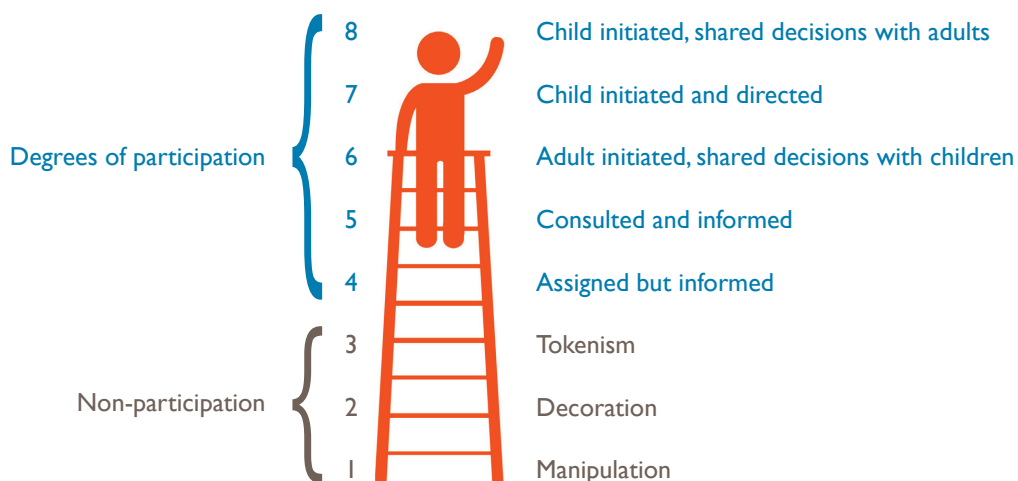 8 Child initiated, shared decisions with adults
7 Child initiated and directed
Degrees of participation 6 Adult initiated, shared decisions with children
5 Consulted and informed
4 Assigned but informed
3 Tokenism
Non-participation 2 Decoration
1 Manipulation